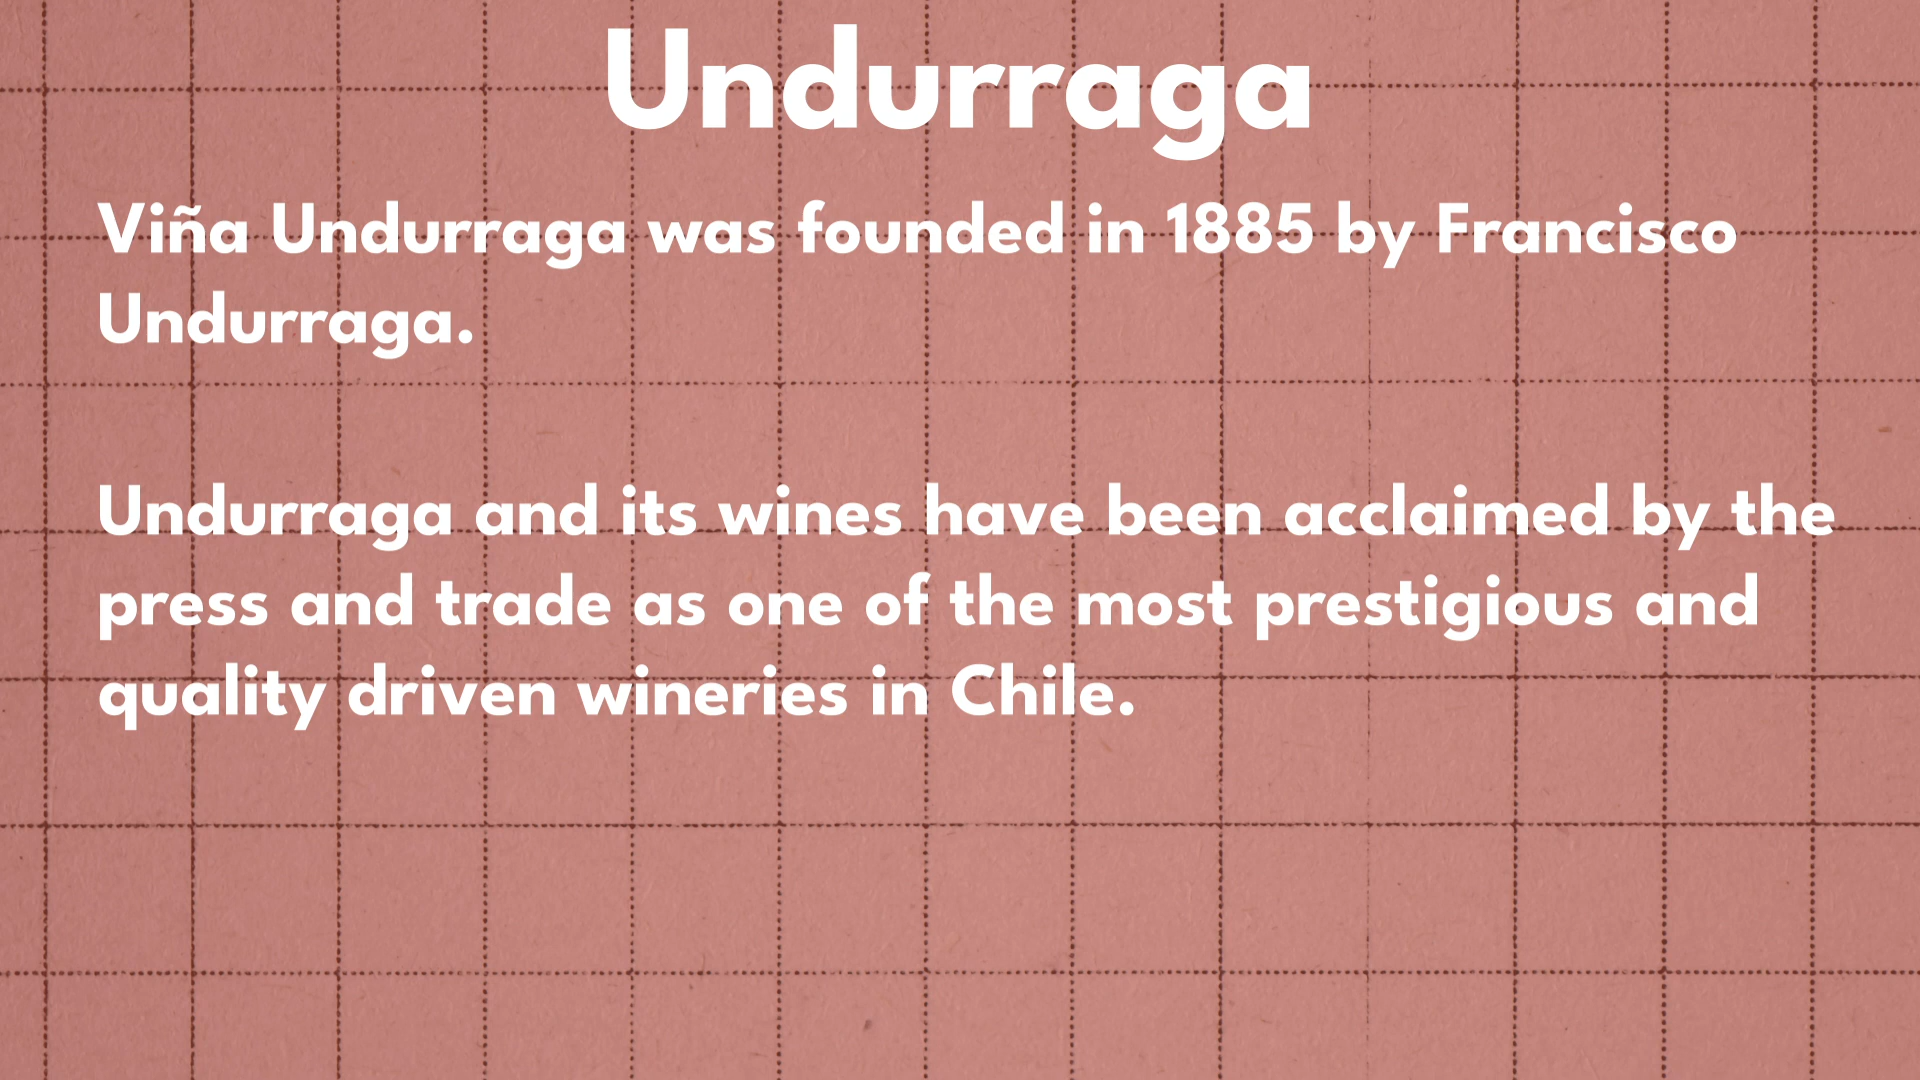 Undurraga
Viña Undurraga was founded in 1885 by Francisco
Undurraga.
Undurraga and its wines have been acclaimed by the
press and trade as one of the most prestigious and
quality driven wineries in Chile.